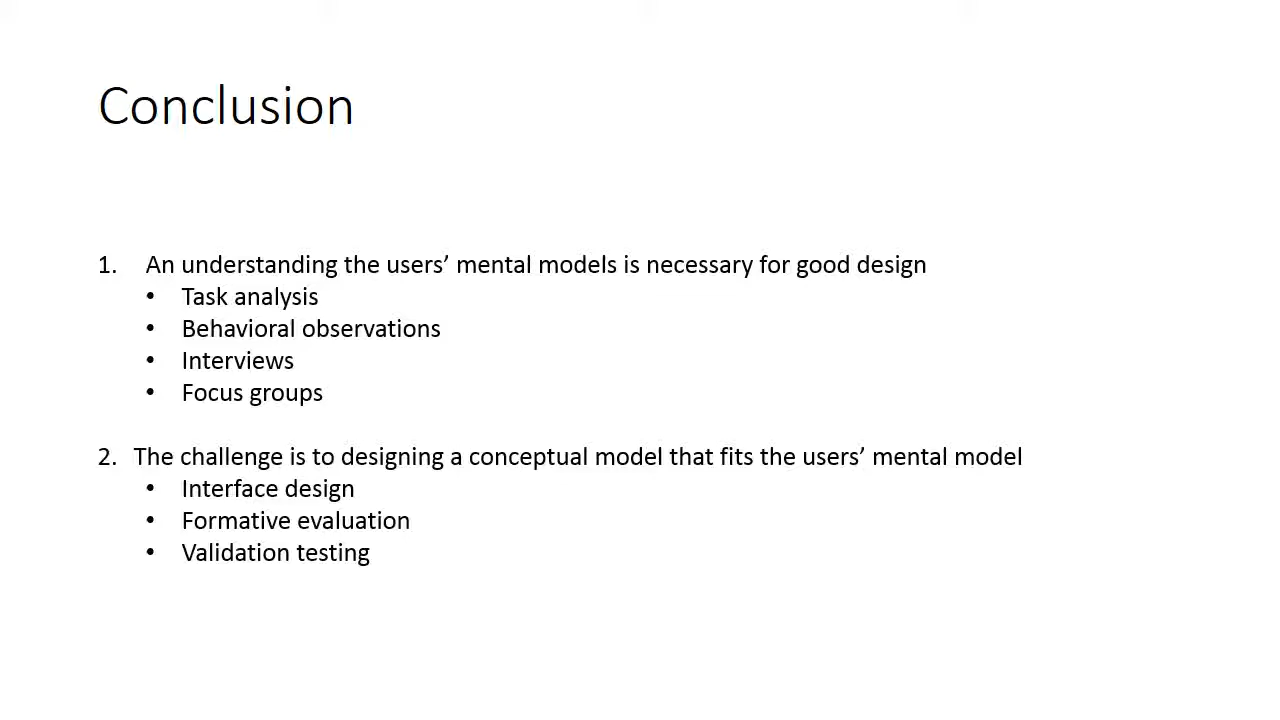 Conclusion
1. An understanding the users’ mental models is necessary for good design
• Task analysis
• Behavioral observations
• Interviews
• Focus groups
2. The challenge is to designing a conceptual model that fits the users’ mental model
• Interface design
• Formative evaluation
• Validation testing